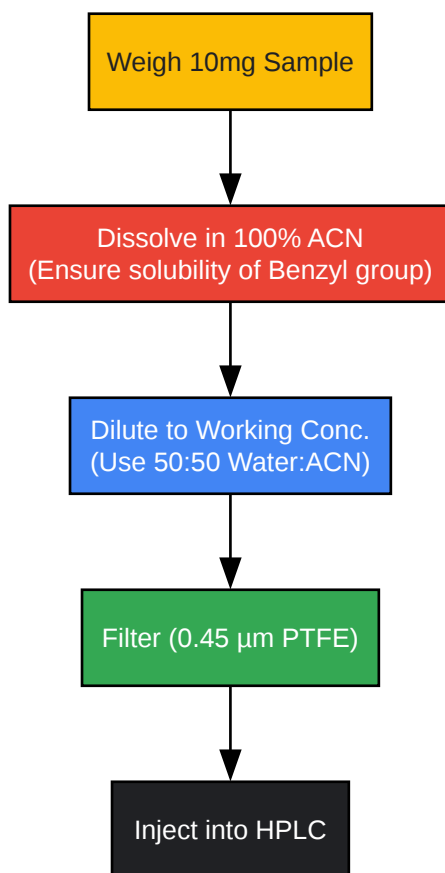 Weigh 10mg Sample
Dissolve in 100% ACN
(Ensure solubility of Benzyl group)
Dilute to Working Conc.
(Use 50:50 Water:ACN)
Filter (0.45 µm PTFE)
Inject into HPLC